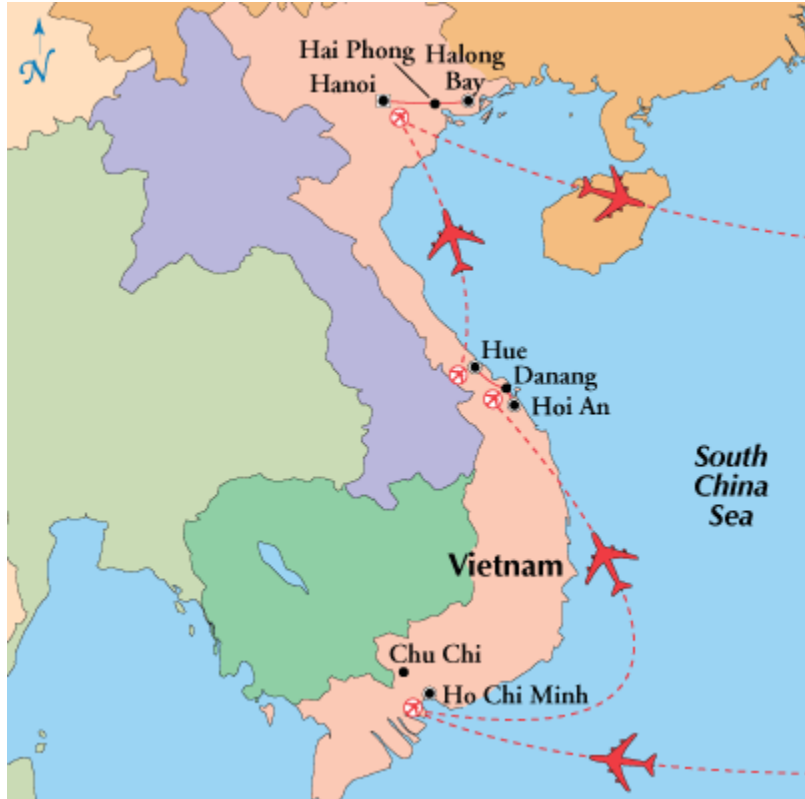 N
Hai Phong
Halong
Bay
Hanoi
Hue
Danang
Hoi An
South
China
Sea
Vietnam
Chu Chi
Ho Chi Minh